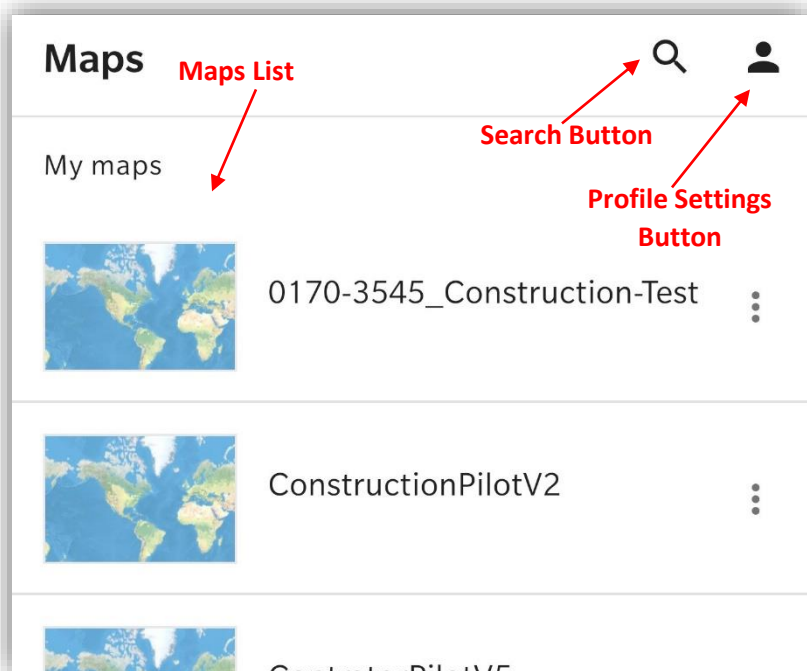 Maps
Maps List
Search Button
My maps
Profile Settings
Button
0170-3545_Construction-Test
ConstructionPilotV2